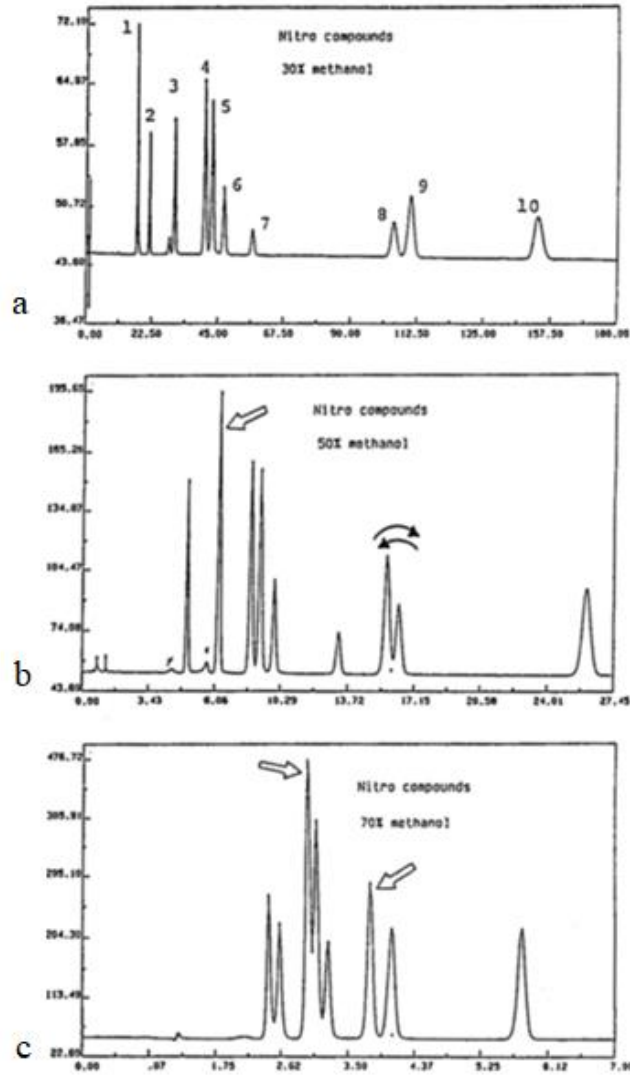 72.10
1
Nitro compounds
30% methanol
64.97
4
3
5
2
57.85
6
9
50.72
8
10
7
43.60
36.47
a
0.00 22.50 45.00 67.50 90.00 112.50 135.00 157.50 180.00
195.65
Nitro compounds
50% methanol
165.26
134.87
104.47
74.08
b
43.69
0.00 3.43 6.86 10.29 13.72 17.15 20.58 24.01 27.45
476.72
Nitro compounds
385.91
70% methanol
295.10
204.30
113.49
c
0.00 .87 1.75 2.62 3.50 4.37 5.25 6.12